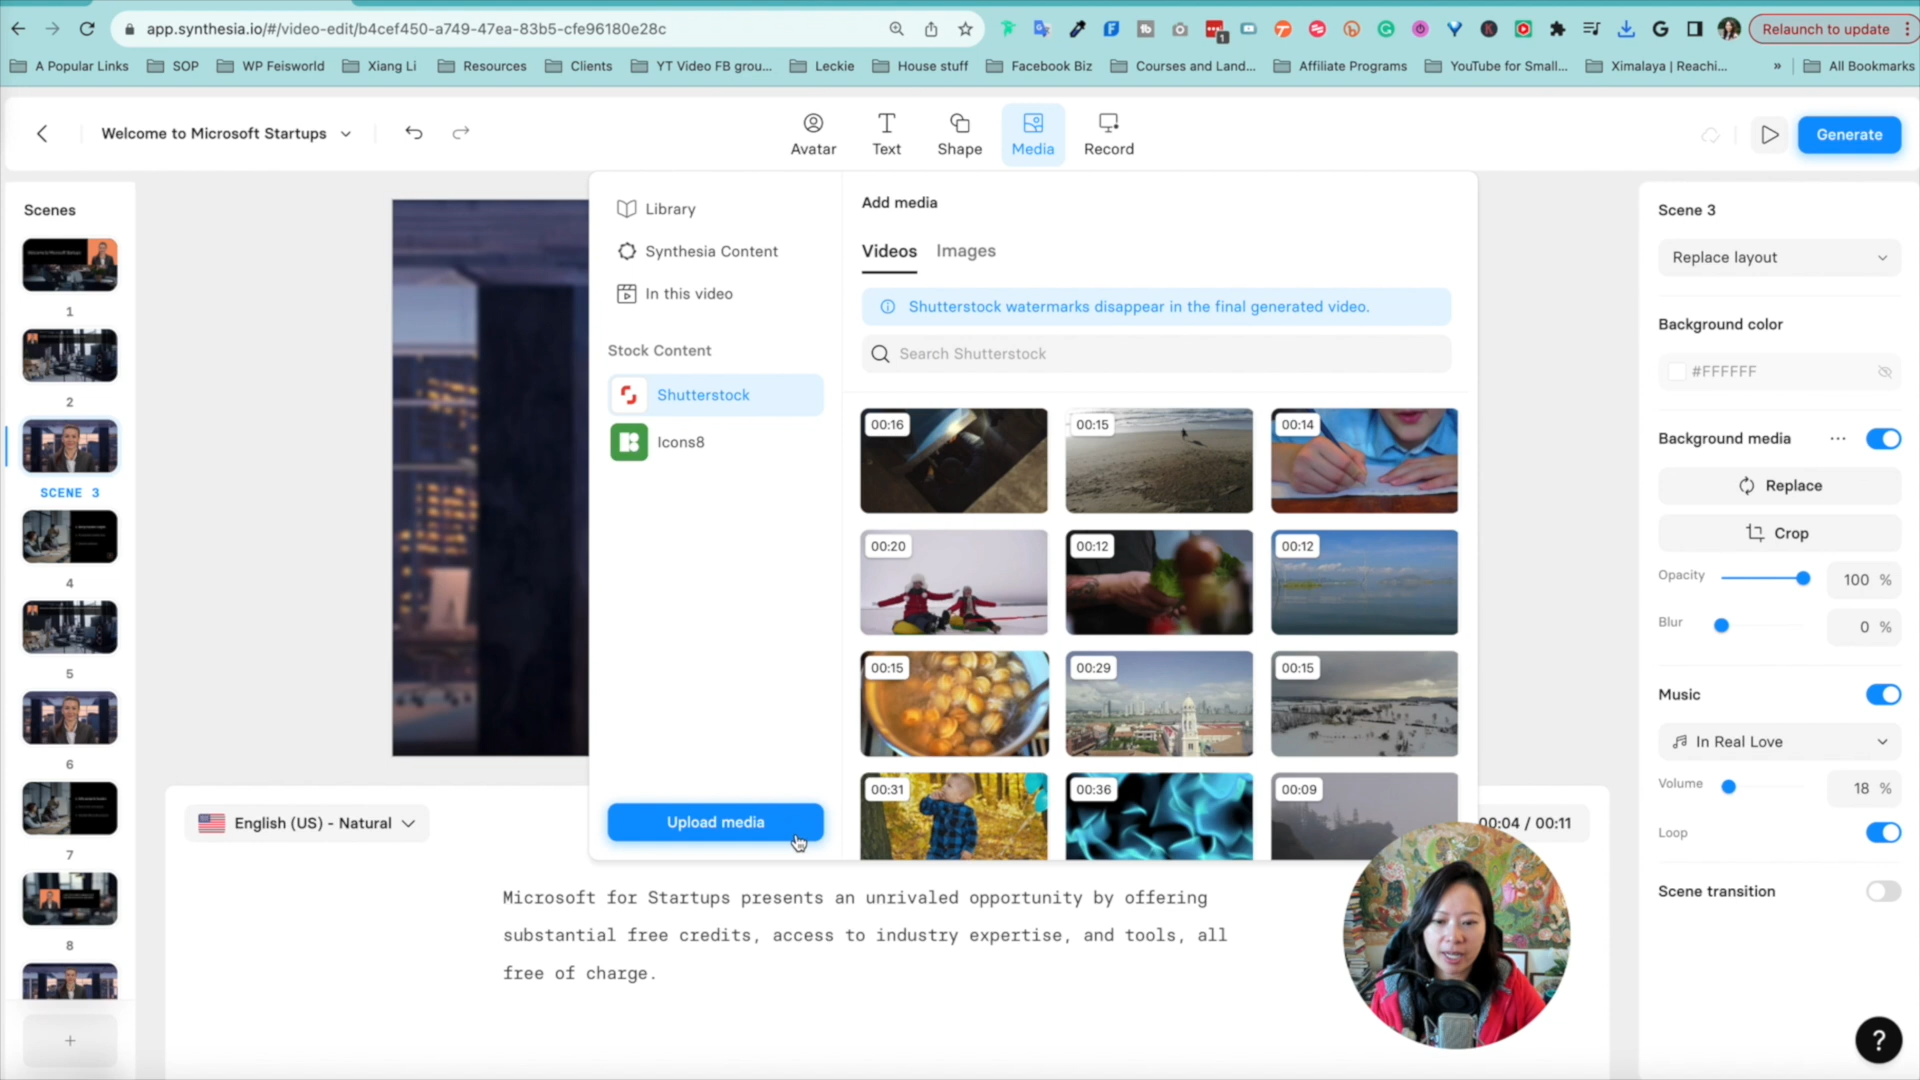 app.synthesia.io/#/video-edit/b4cef450-a749-47ea-83b5-cfe96180e28c
1
Relaunch to update
A Popular Links
SOP
WP Feisworld
Xiang Li
Resources
Clients
YT Video FB grou...
Leckie
House stuff
Facebook Biz
Courses and Land...
Affiliate Programs
YouTube for Small...
Ximalaya | Reachi...
»
All Bookmarks
Welcome to Microsoft Startups
Avatar
Text
Shape
Media
Record
Generate
Scenes
1
2
SCENE 3
4
5
6
7
8
+
Library
Synthesia Content
In this video
Stock Content
Shutterstock
Icons8
Upload media
Add media
Videos
Images
Shutterstock watermarks disappear in the final generated video.
Search Shutterstock
00:16
00:15
00:14
00:20
00:12
00:12
00:15
00:29
00:15
00:31
00:36
00:09
English (US) - Natural
00:04 / 00:11
Microsoft for Startups presents an unrivaled opportunity by offering
substantial free credits, access to industry expertise, and tools, all
free of charge.
Scene 3
Replace layout
Background color
#FFFFFF
Background media
Replace
Crop
Opacity
100 %
Blur
0 %
Music
In Real Love
Volume
18 %
Loop
Scene transition
?